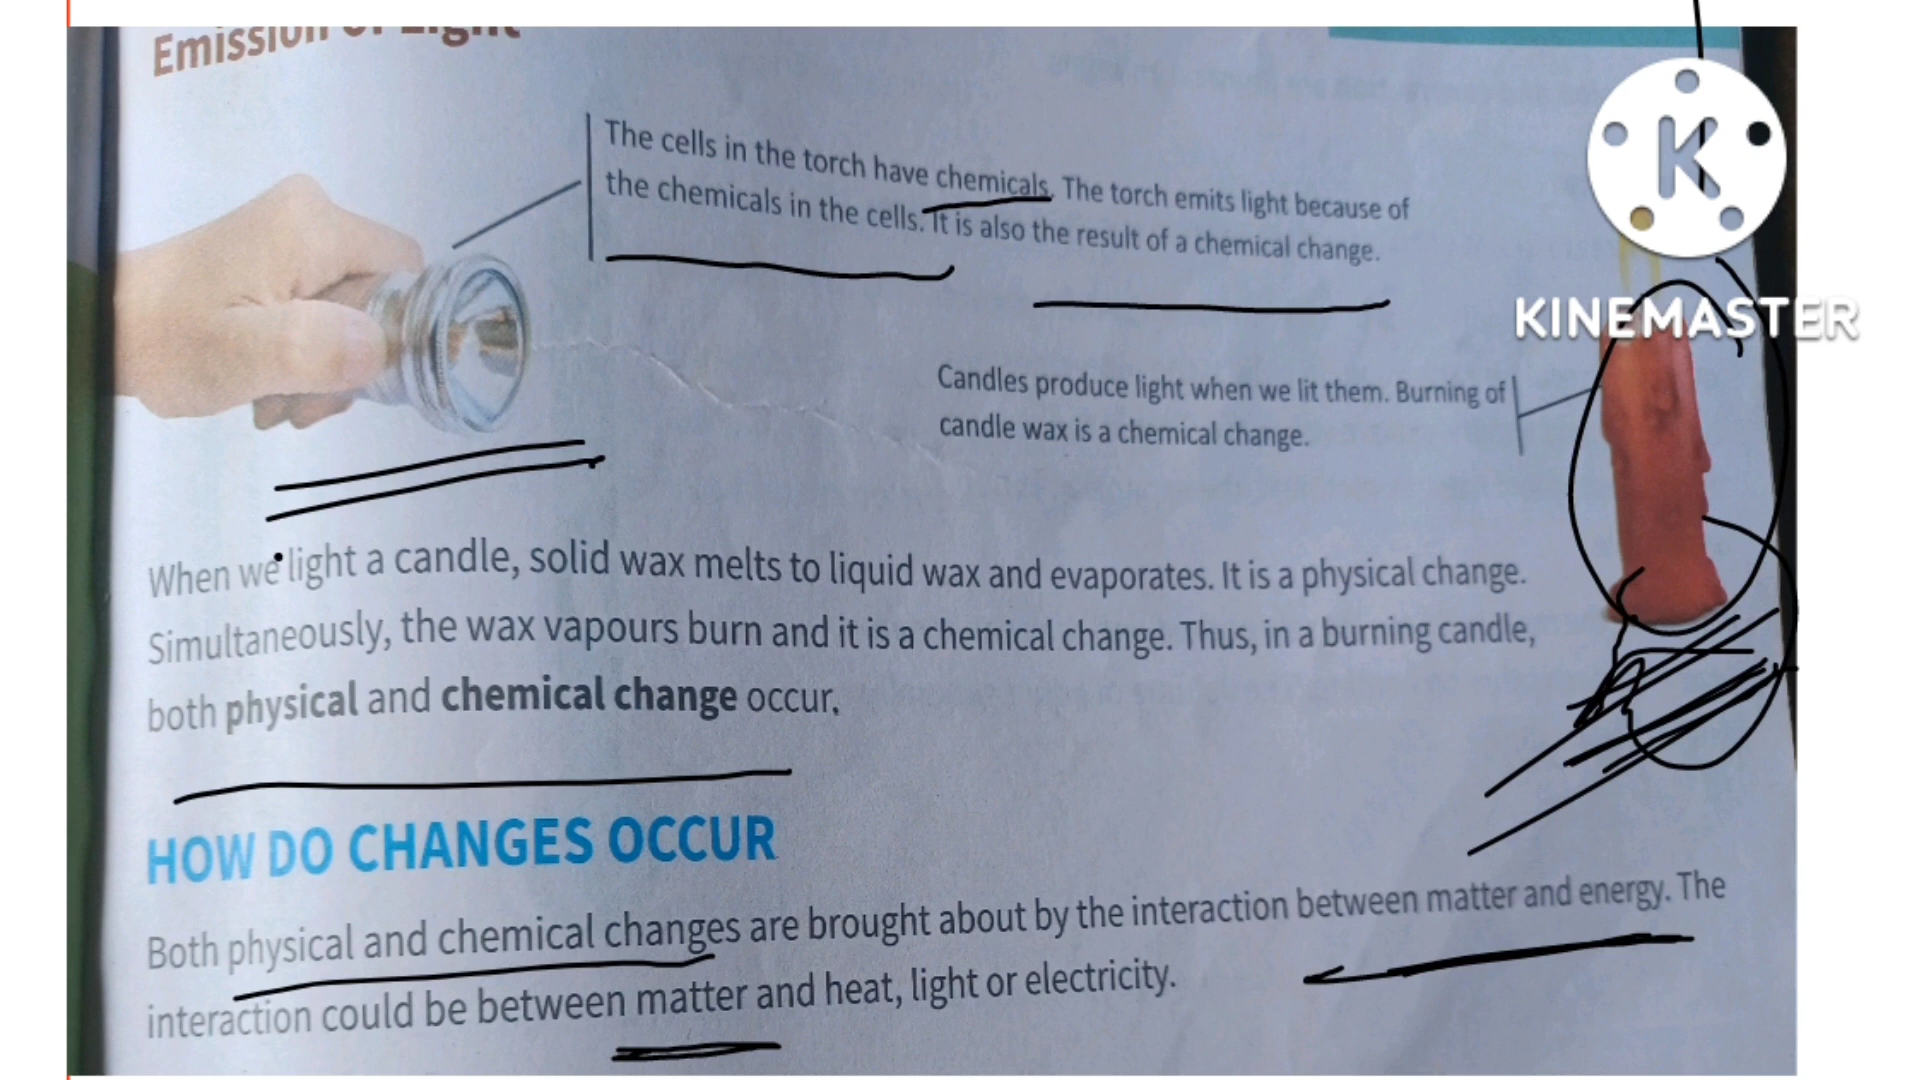 Emission of Light
The cells in the torch have chemicals. The torch emits light because of
the chemicals in the cells. It is also the result of a chemical change.
K
KINEMASTER
Candles produce light when we lit them. Burning of
candle wax is a chemical change.
When we light a candle, solid wax melts to liquid wax and evaporates. It is a physical change.
Simultaneously, the wax vapours burn and it is a chemical change. Thus, in a burning candle,
both physical and chemical change occur.
HOW DO CHANGES OCCUR
Both physical and chemical changes are brought about by the interaction between matter and energy. The
interaction could be between matter and heat, light or electricity.